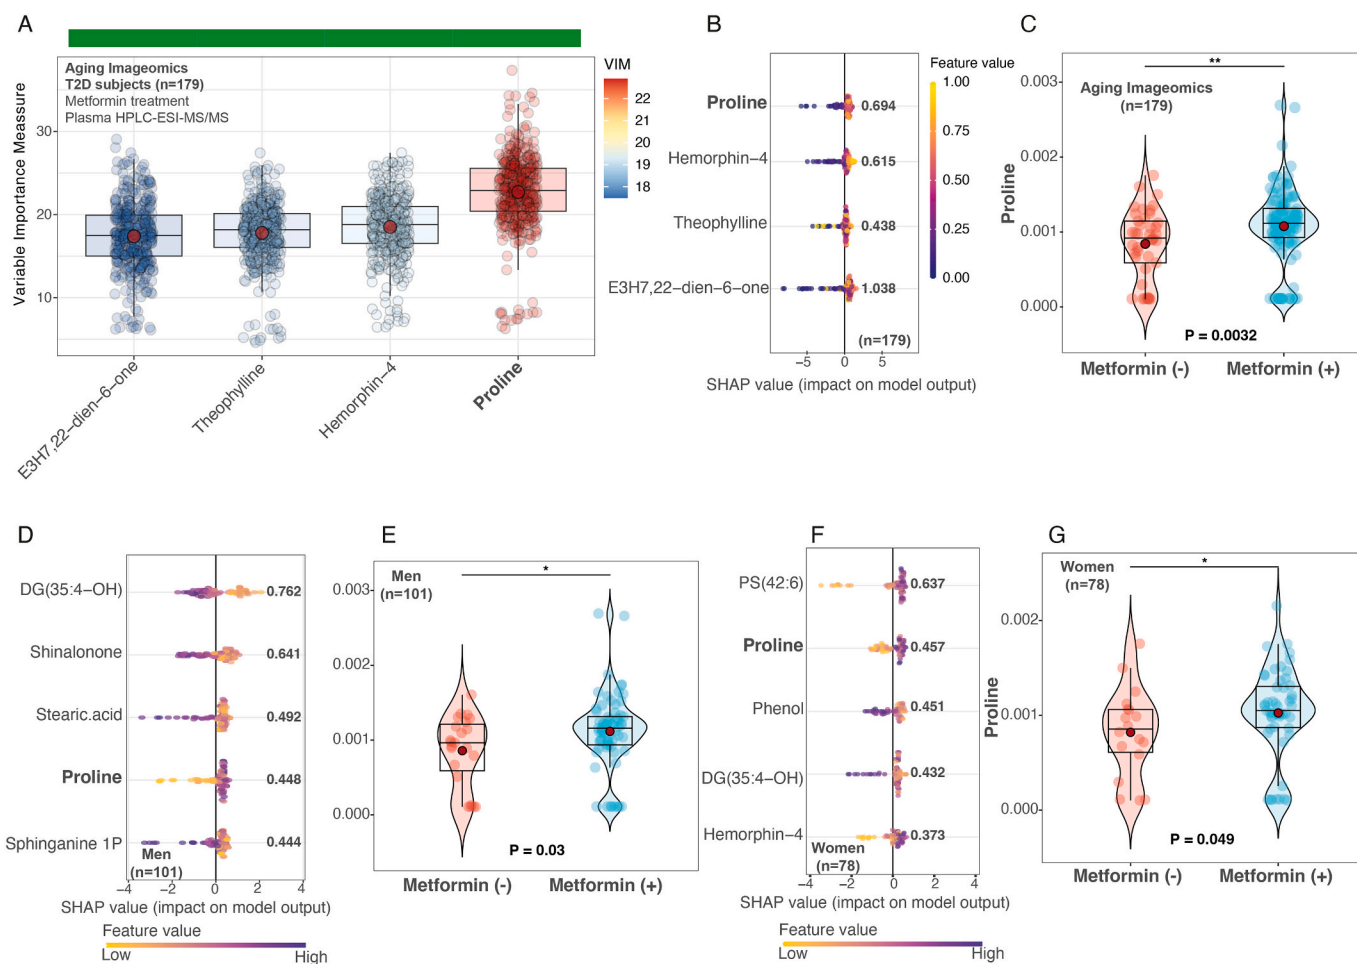 A
Aging Imageomics
T2D subjects (n=179)
Metformin treatment
Plasma HPLC-ESI-MS/MS
Variable Importance Measure
30
20
10
E3H7,22−dien−6−one
Theophylline
Hemorphin−4
Proline
VIM
22
21
20
19
18
B
Proline
0.694
Hemorphin−4
0.615
Theophylline
0.438
E3H7,22−dien−6−one
1.038
(n=179)
−5
0
5
SHAP value (impact on model output)
Feature value
1.00
0.75
0.50
0.25
0.00
C
**
Aging Imageomics
(n=179)
Proline
0.003
0.002
0.001
0.000
P = 0.0032
Metformin (-)
Metformin (+)
D
DG(35:4−OH)
0.762
Shinalonone
0.641
Stearic.acid
0.492
Proline
0.448
Sphinganine 1P
0.444
Men
(n=101)
−4
−2
0
2
4
SHAP value (impact on model output)
Feature value
Low
High
E
*
Men
(n=101)
0.003
0.002
0.001
0.000
P = 0.03
Metformin (-)
Metformin (+)
F
PS(42:6)
0.637
Proline
0.457
Phenol
0.451
DG(35:4−OH)
0.432
Hemorphin−4
0.373
Women
(n=78)
−4
−2
0
2
4
SHAP value (impact on model output)
Feature value
Low
High
G
*
Women
(n=78)
Proline
0.002
0.001
0.000
P = 0.049
Metformin (-)
Metformin (+)